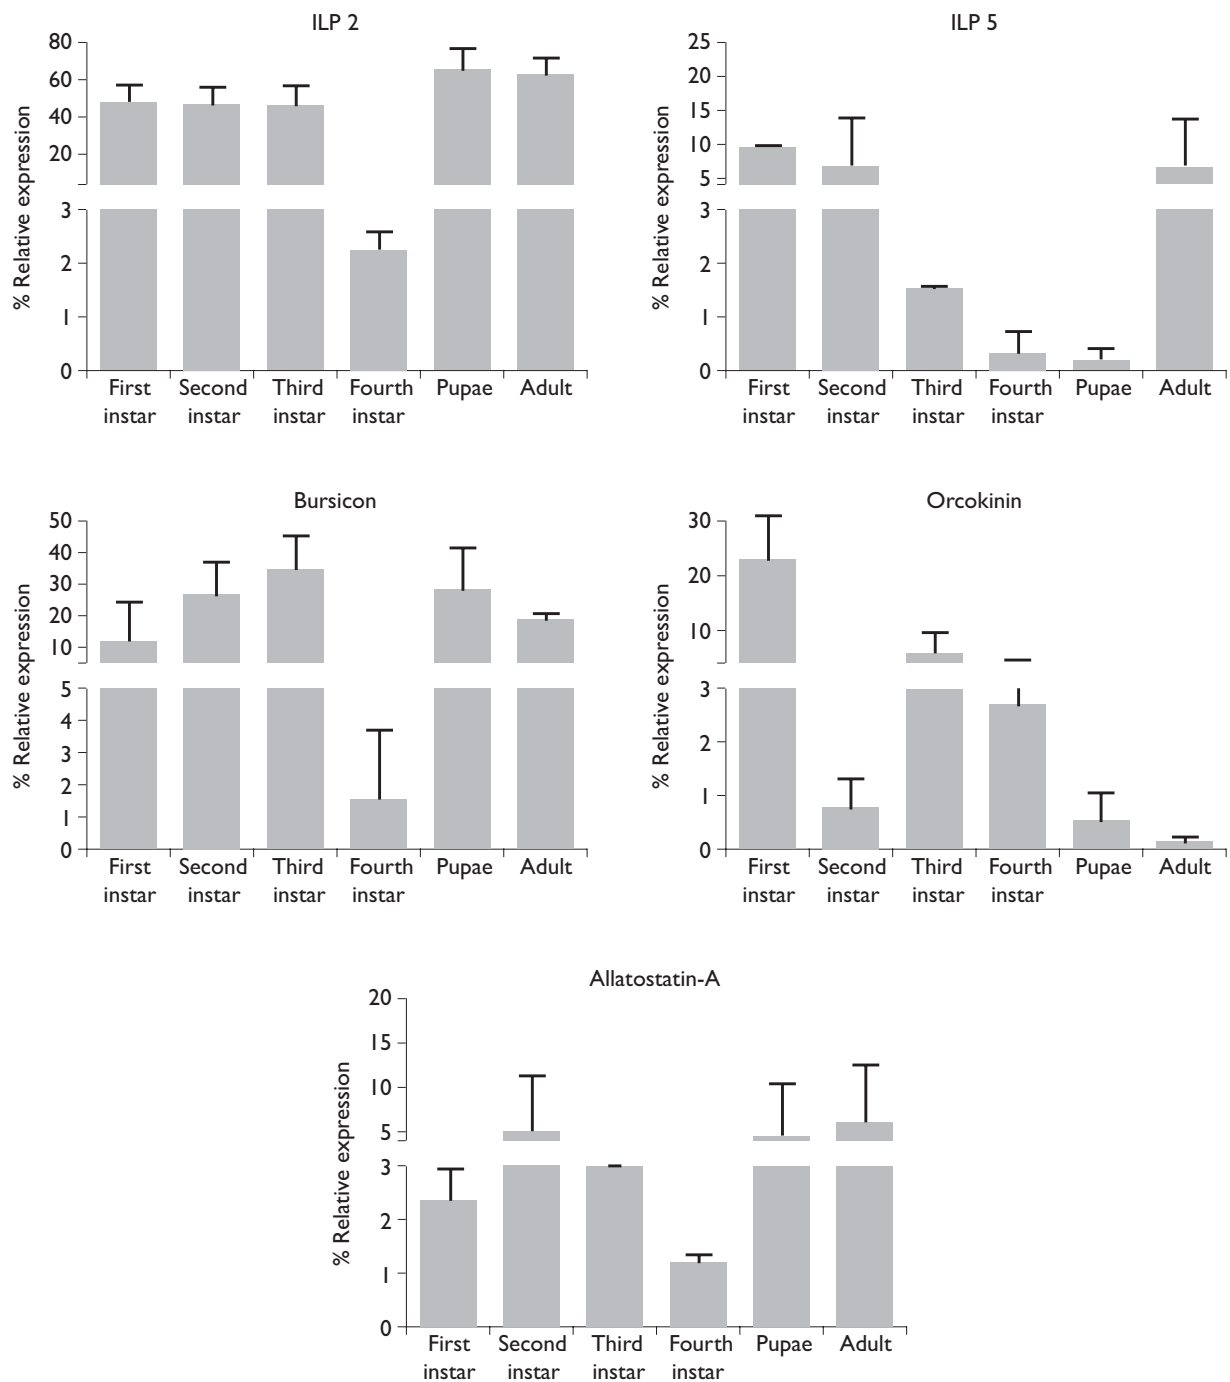 ILP 2
% Relative expression
80
60
40
20
3
2
1
0
First instar
Second instar
Third instar
Fourth instar
Pupae
Adult
ILP 5
% Relative expression
25
20
15
10
5
3
2
1
0
First instar
Second instar
Third instar
Fourth instar
Pupae
Adult
Bursicon
% Relative expression
50
40
30
20
10
5
4
3
2
1
0
First instar
Second instar
Third instar
Fourth instar
Pupae
Adult
Orcokinin
% Relative expression
30
20
10
3
2
1
0
First instar
Second instar
Third instar
Fourth instar
Pupae
Adult
Allatostatin-A
% Relative expression
20
15
10
5
3
2
1
0
First instar
Second instar
Third instar
Fourth instar
Pupae
Adult